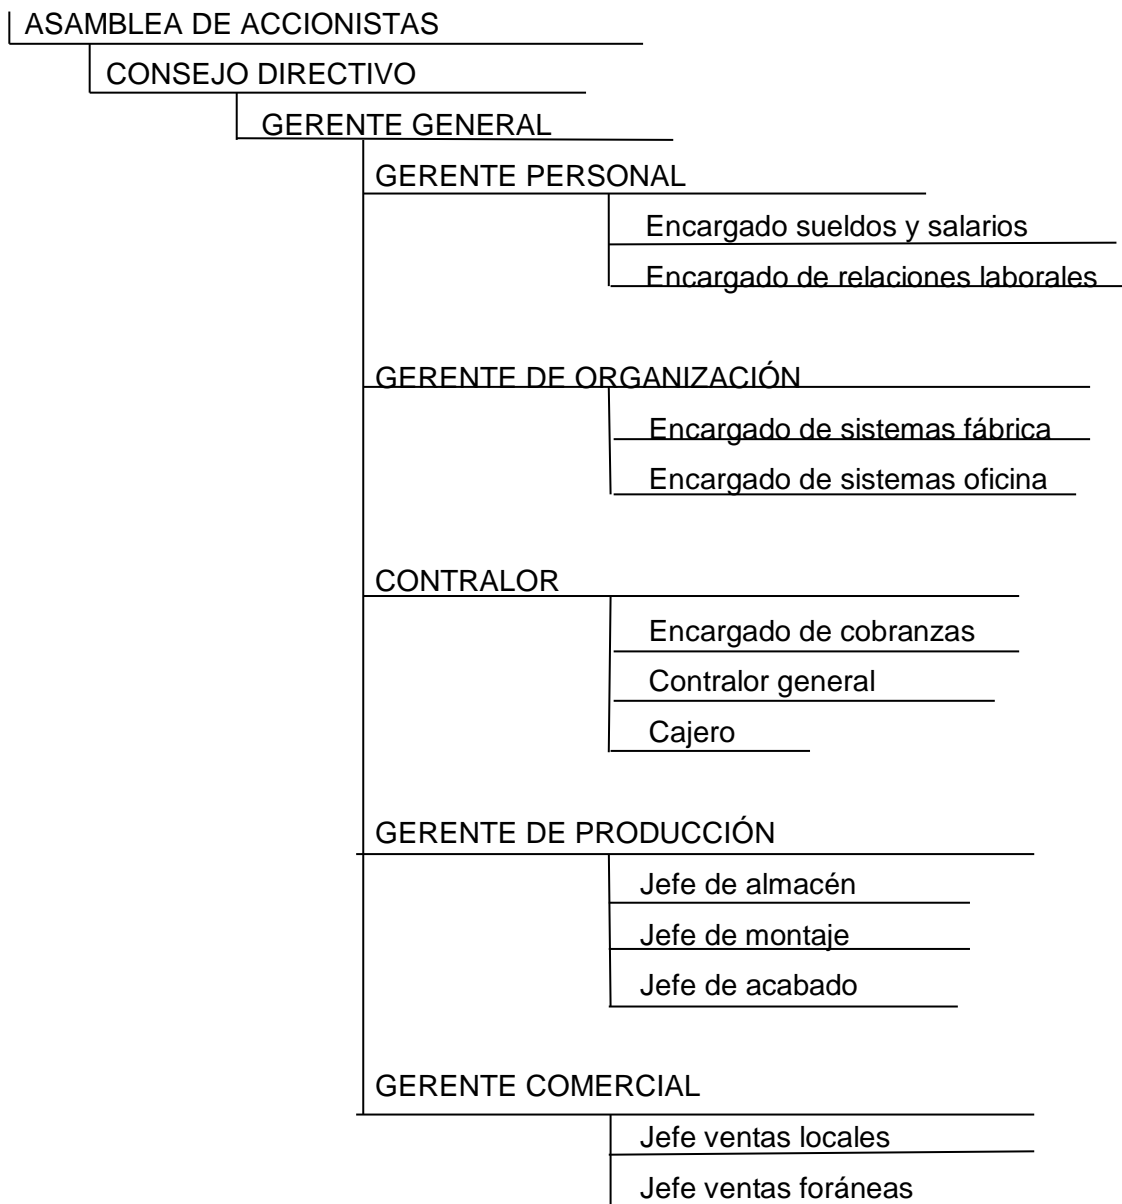 ASAMBLEA DE ACCIONISTAS
CONSEJO DIRECTIVO
GERENTE GENERAL
GERENTE PERSONAL
Encargado sueldos y salarios
Encargado de relaciones laborales
GERENTE DE ORGANIZACIÓN
Encargado de sistemas fábrica
Encargado de sistemas oficina
CONTRALOR
Encargado de cobranzas
Contralor general
Cajero
GERENTE DE PRODUCCIÓN
Jefe de almacén
Jefe de montaje
Jefe de acabado
GERENTE COMERCIAL
Jefe ventas locales
Jefe ventas foráneas